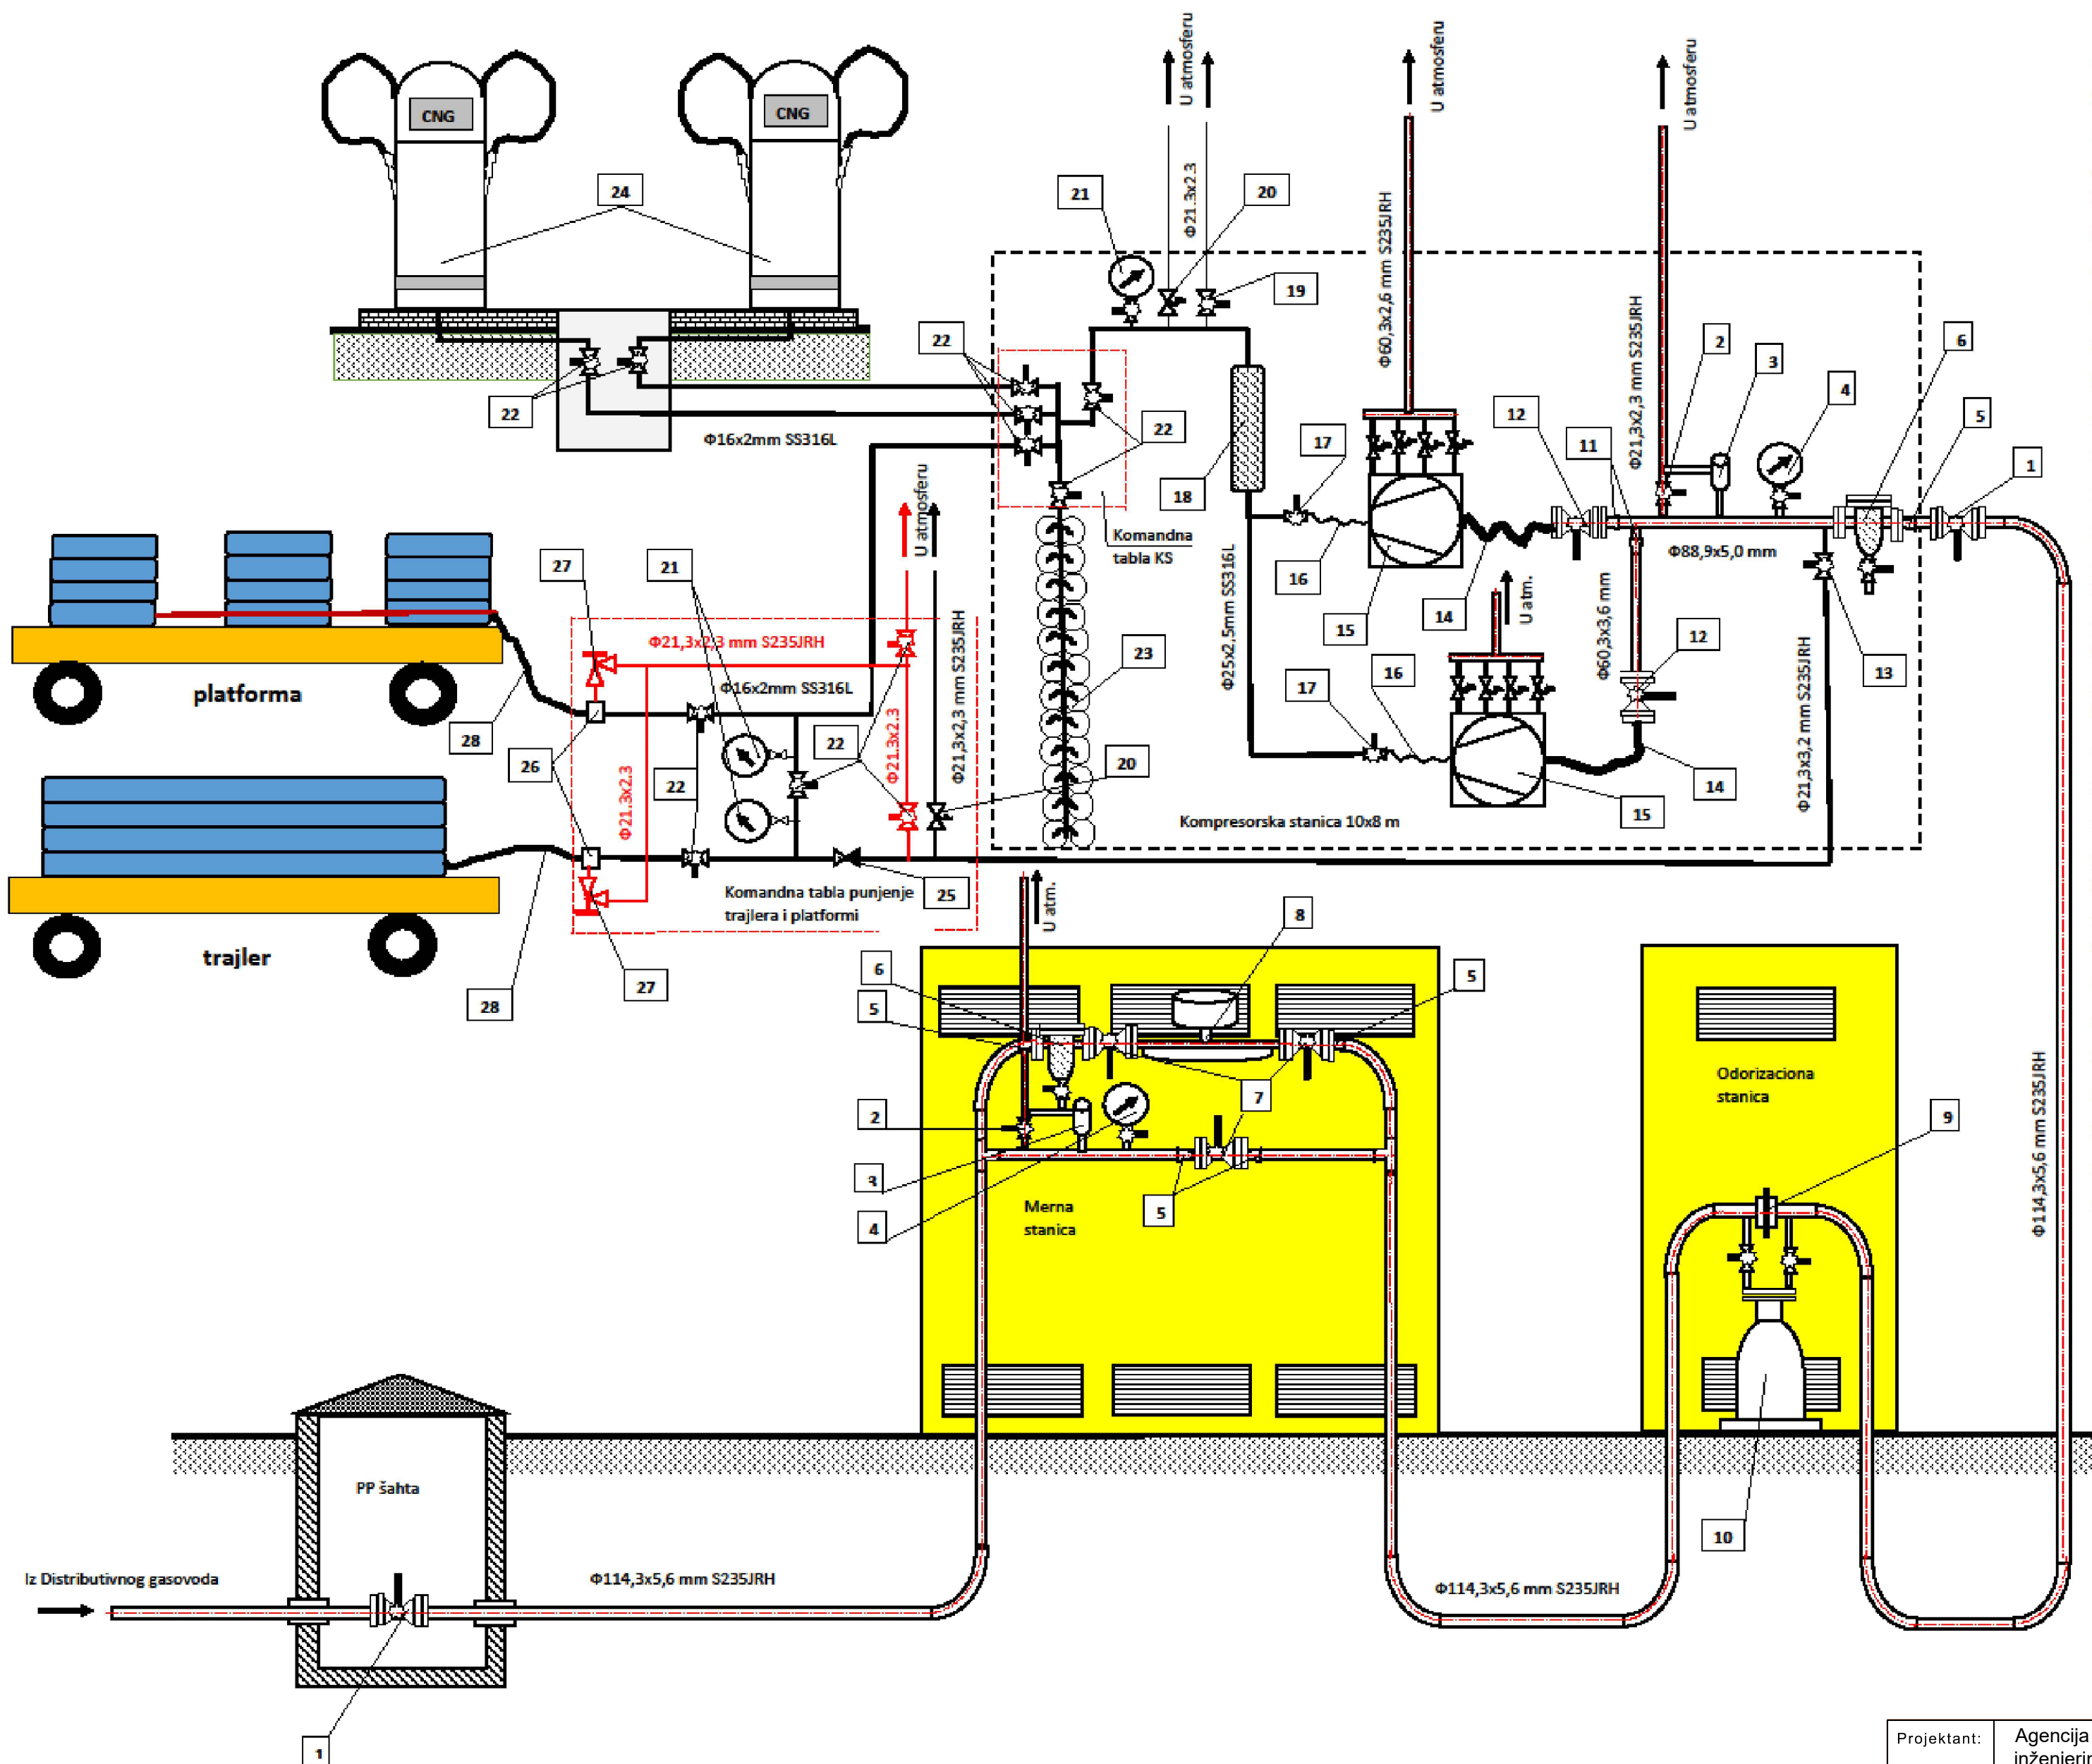 U atmosferu
U atmosferu
U atmosferu
CNG
CNG
24
21
20
19
Φ21.3x2.3
Φ60,3x2,6 mm S235JRH
Φ21,3x2,3 mm S235JRH
2
3
6
4
5
1
22
22
22
12
11
17
18
16
15
14
Φ16x2mm SS316L
U atmosferu
Komandna
tabla KS
Φ88,9x5,0 mm
U atm.
Φ60,3x3,6 mm
12
13
27
21
Φ21,3x2,3 mm S235JRH
Φ16x2mm SS316L
Φ21,3x2,3 mm S235JRH
Φ25x2,5mm SS316L
23
17
16
platforma
28
26
22
22
Φ21.3x2.3
Φ21.3x2.3
20
Φ21,3x3,2 mm S235JRH
14
15
Kompresorska stanica 10x8 m
Komandna tabla punjenje
trajlera i platformi
25
trajler
28
27
U atm.
8
6
5
5
7
2
3
4
5
Merna
stanica
Odorizaciona
stanica
9
Φ114,3x5,6 mm S235JRH
10
PP šahta
Iz Distributivnog gasovoda
Φ114,3x5,6 mm S235JRH
Φ114,3x5,6 mm S235JRH
1
Projektant:
Agencija